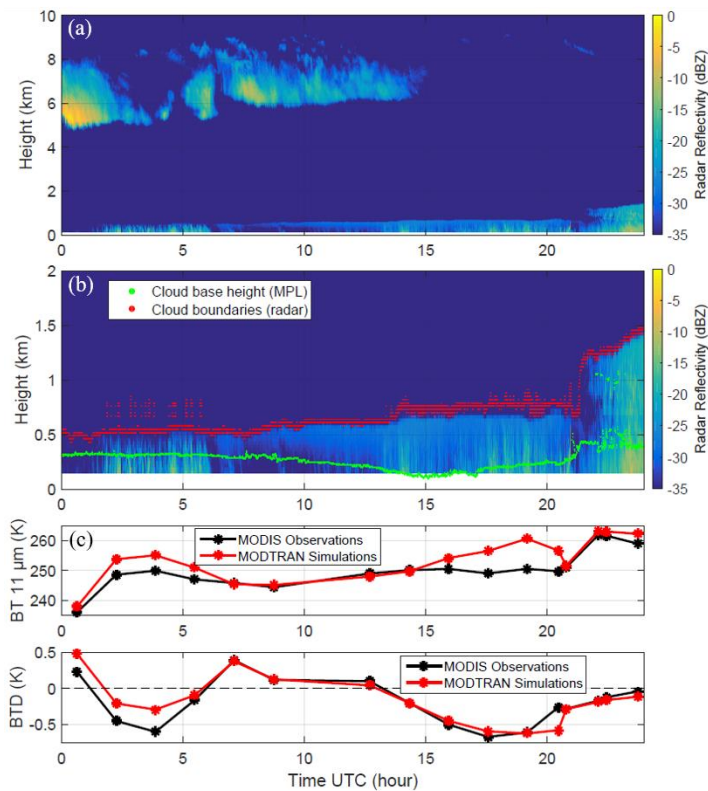 (a)
10
8
6
4
2
0
Height (km)
0 5 10 15 20
0
-5
-10
-15
-20
-25
-30
-35
Radar Reflectivity (dBZ)
(b)
Cloud base height (MPL)
Cloud boundaries (radar)
2
1.5
1
0.5
0
Height (km)
0 5 10 15 20
0
-5
-10
-15
-20
-25
-30
-35
Radar Reflectivity (dBZ)
(c)
MODIS Observations
MODTRAN Simulations
260
250
240
BT 11 µm (K)
0 5 10 15 20
MODIS Observations
MODTRAN Simulations
0.5
0
-0.5
BTD (K)
0 5 10 15 20
Time UTC (hour)